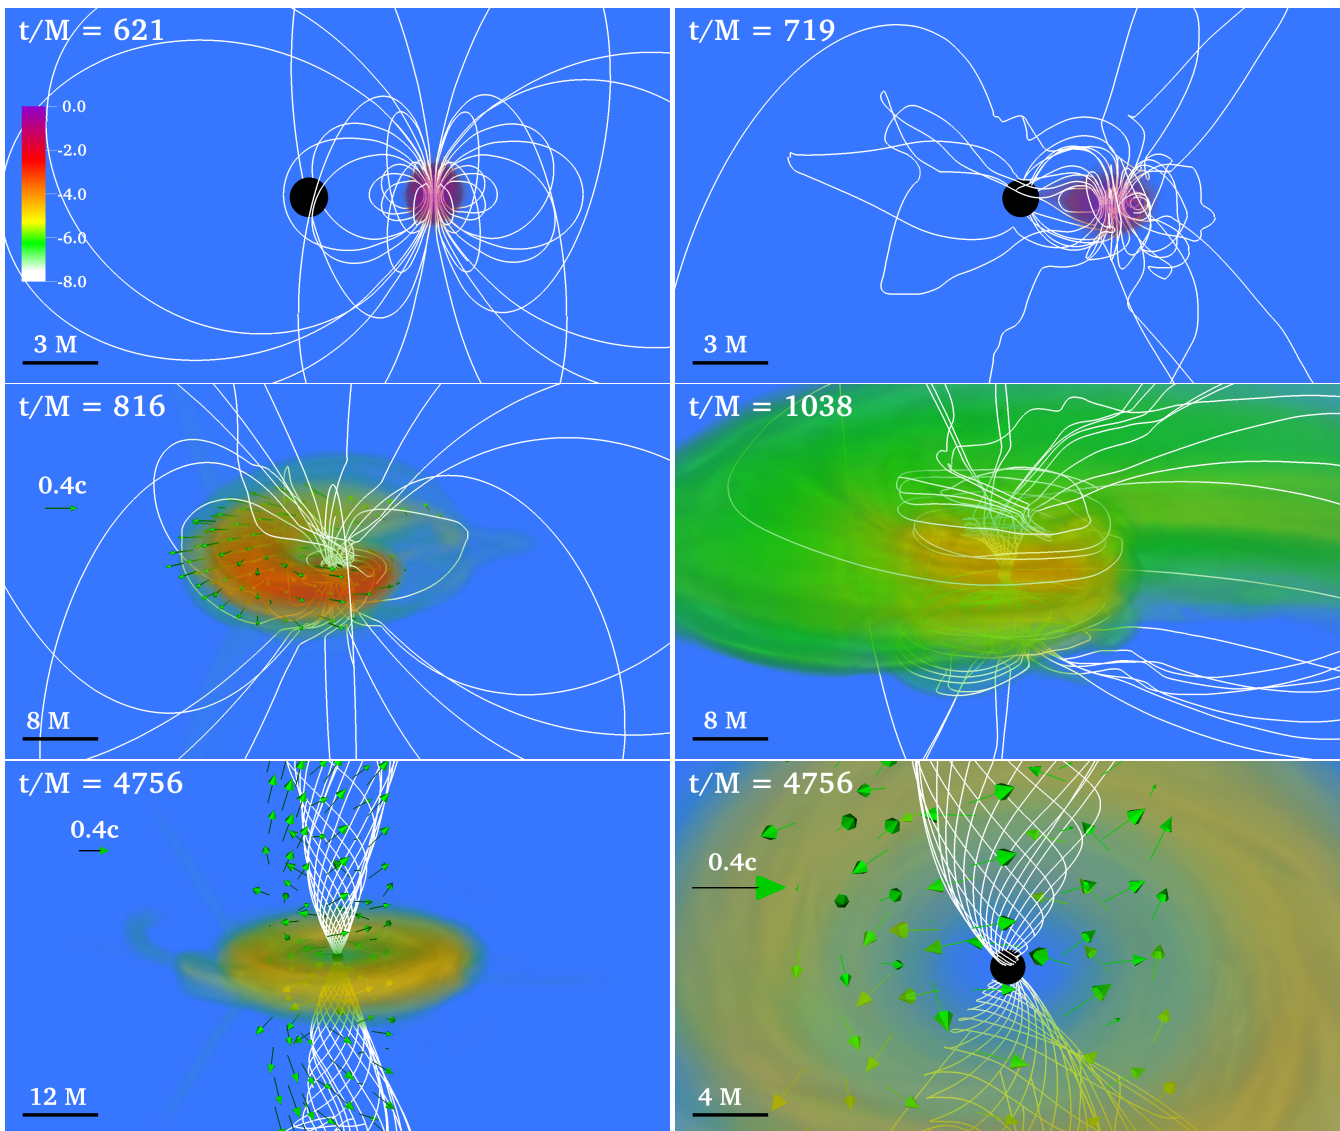 t/M = 621
0.0
-2.0
-4.0
-6.0
-8.0
3 M
t/M = 719
3 M
t/M = 816
0.4c
8 M
t/M = 1038
8 M
t/M = 4756
0.4c
12 M
t/M = 4756
0.4c
4 M